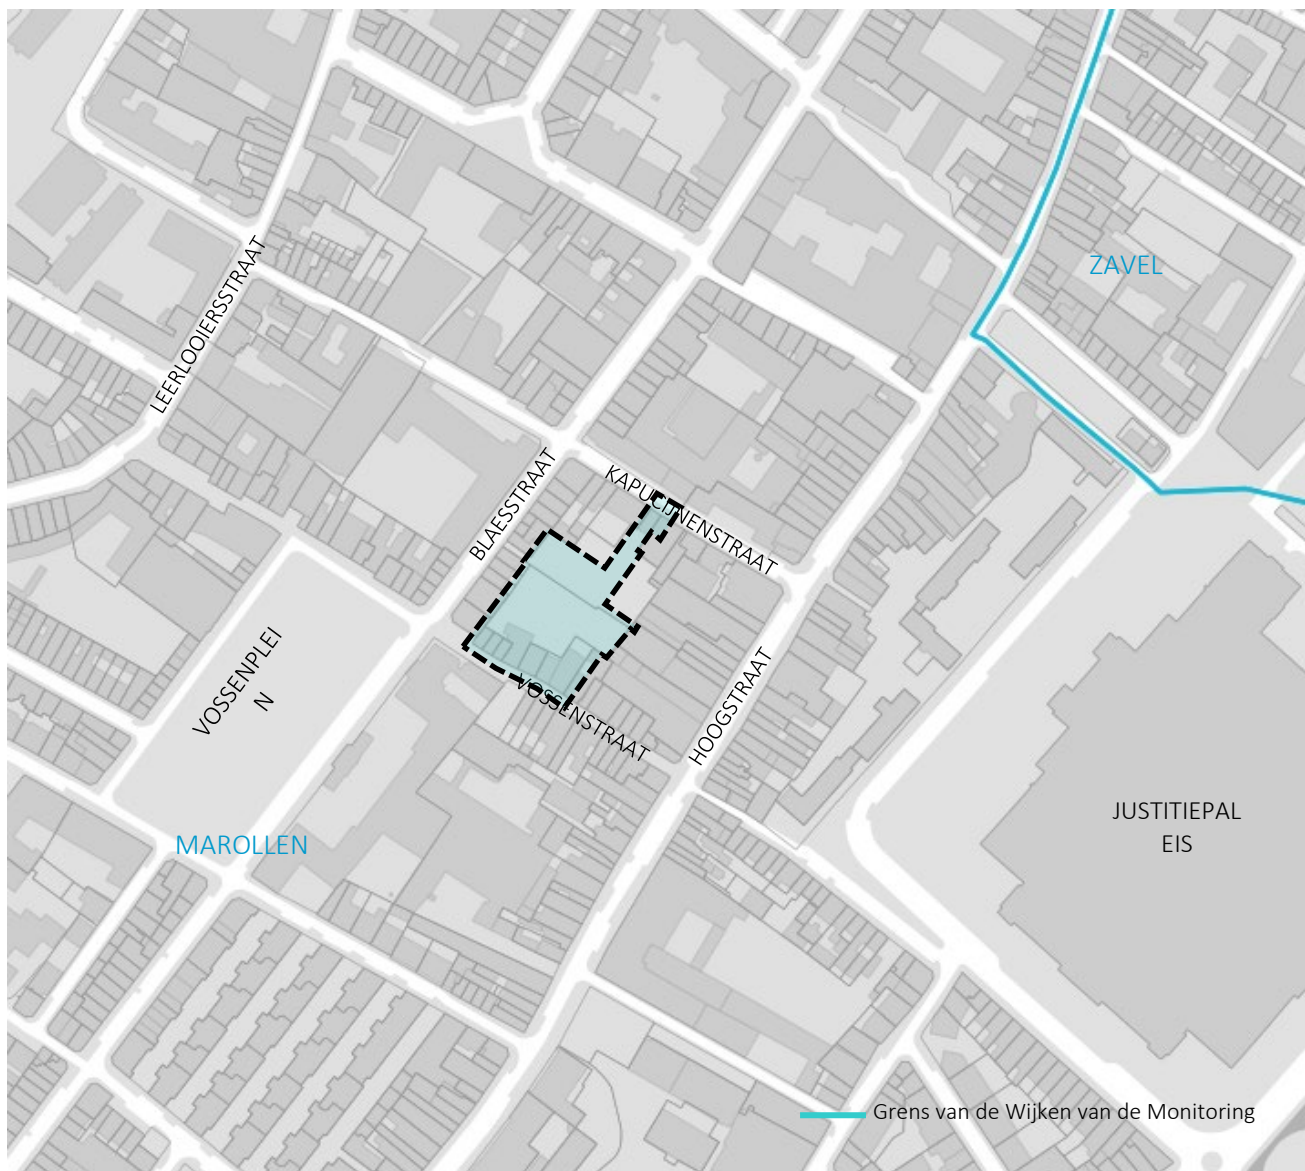 ZAVEL
LEERLOOIERSSTRAAT
BLAESSTRAAT
KAPUCIJNENSTRAAT
VOSSENPLEI
N
VOSSENSTRAAT
HOOGSTRAAT
MAROLLEN
JUSTITIEPAL
EIS
Grens van de Wijken van de Monitoring